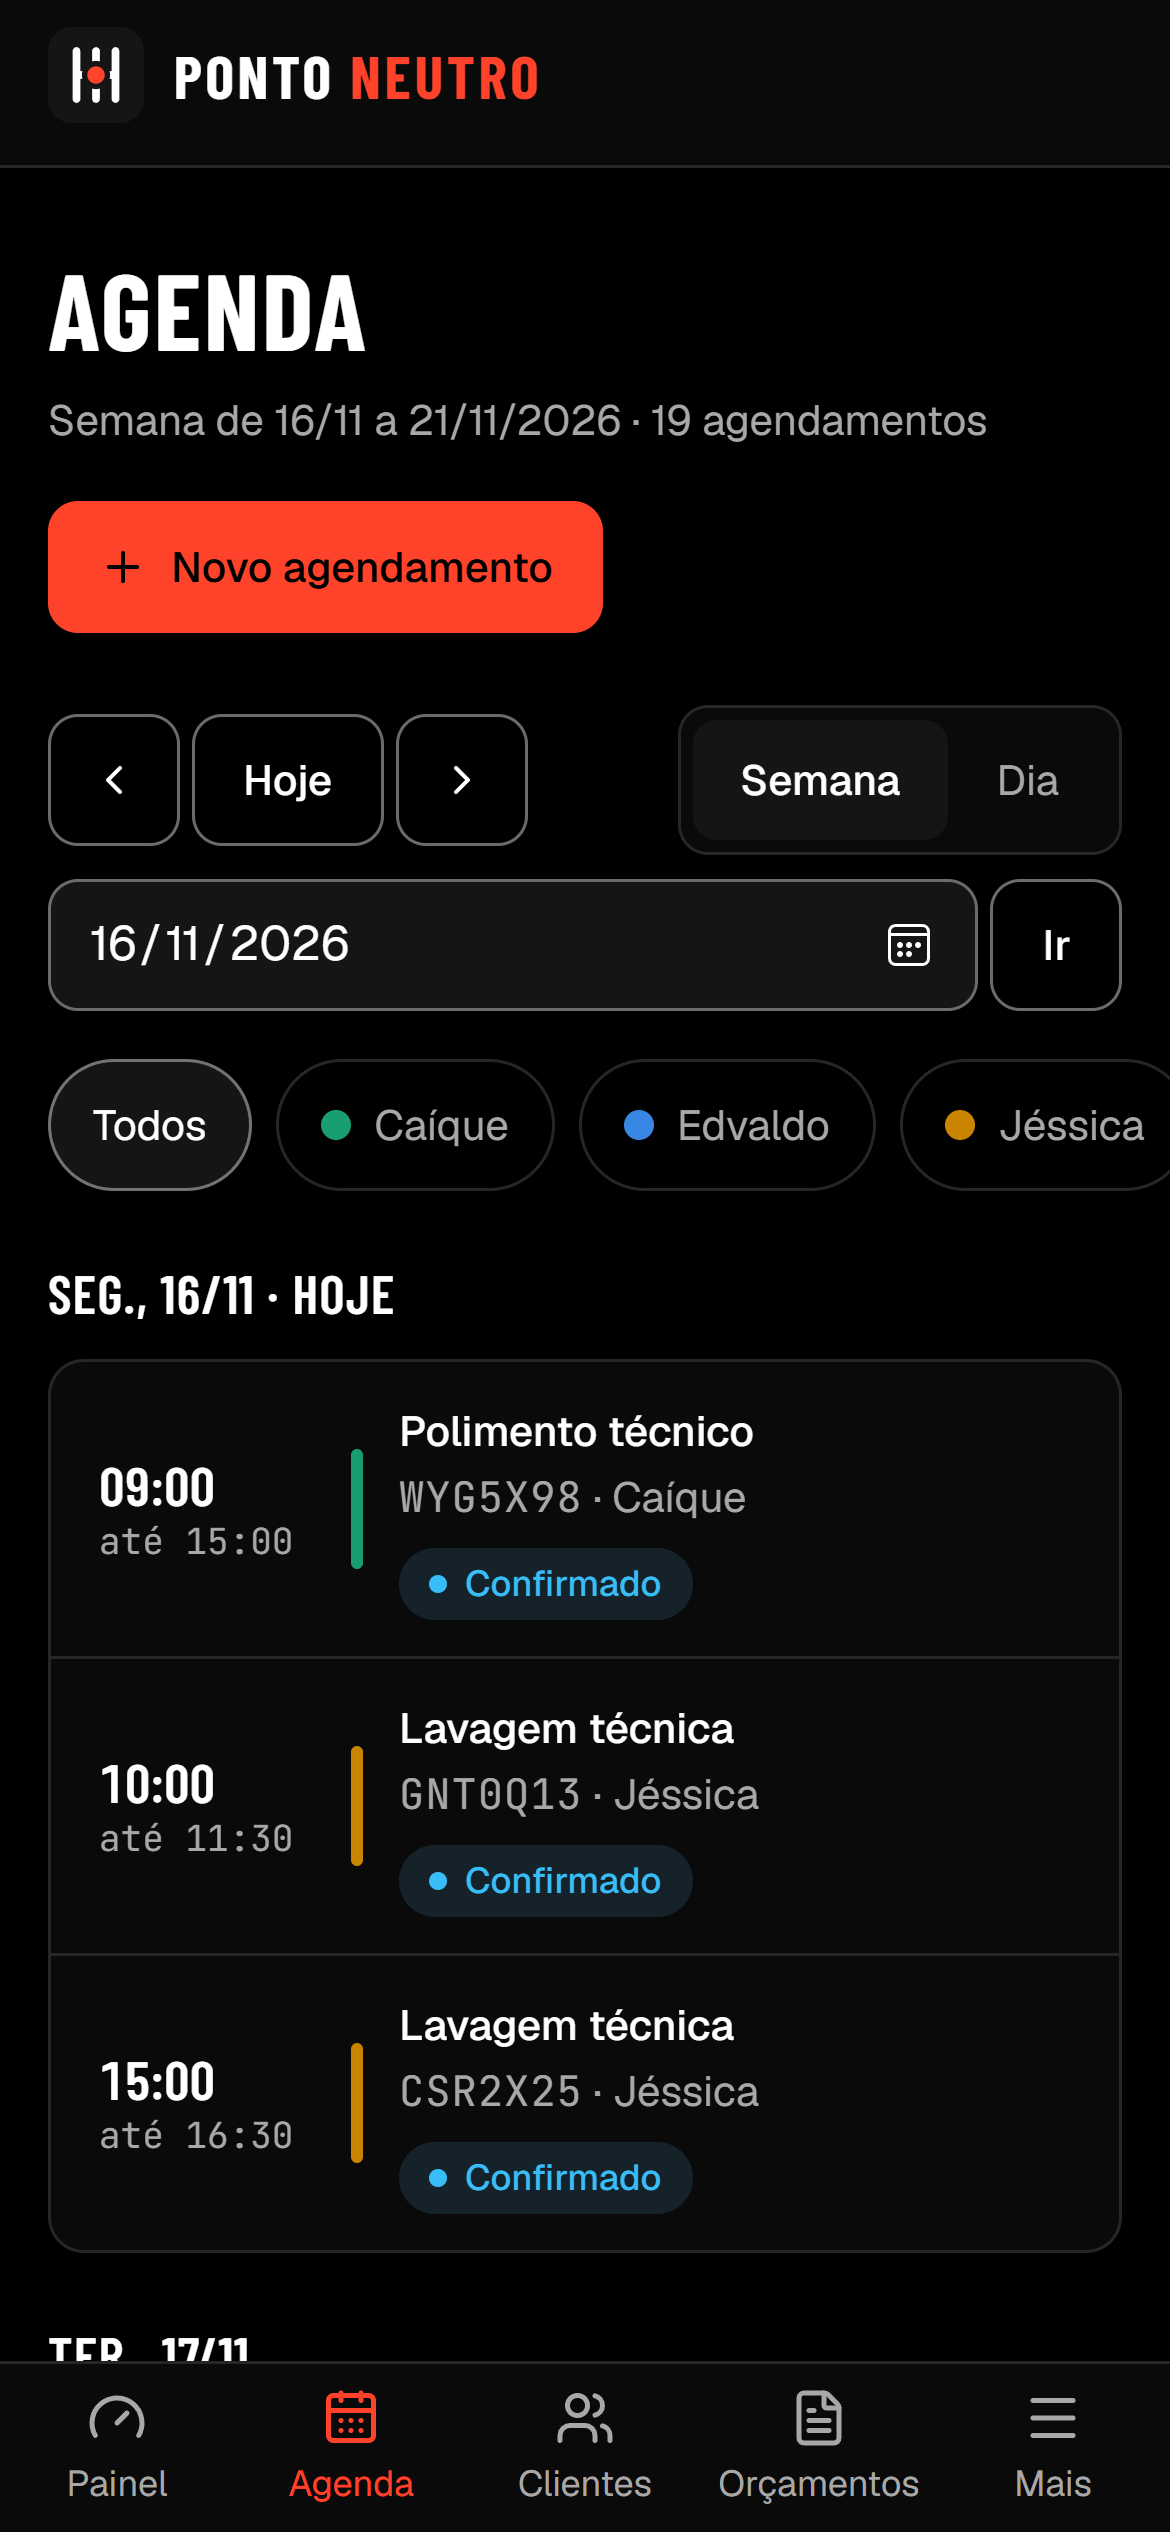 PONTO NEUTRO
AGENDA
Semana de 16/11 a 21/11/2026 · 19 agendamentos
+ Novo agendamento
Hoje
Semana
Dia
16/11/2026
Ir
Todos
Caíque
Edvaldo
Jéssica
SEG., 16/11 · HOJE
09:00
até 15:00
Polimento técnico
WYG5X98 · Caíque
Confirmado
10:00
até 11:30
Lavagem técnica
GNT0Q13 · Jéssica
Confirmado
15:00
até 16:30
Lavagem técnica
CSR2X25 · Jéssica
Confirmado
TER., 17/11
Painel
Agenda
Clientes
Orçamentos
Mais